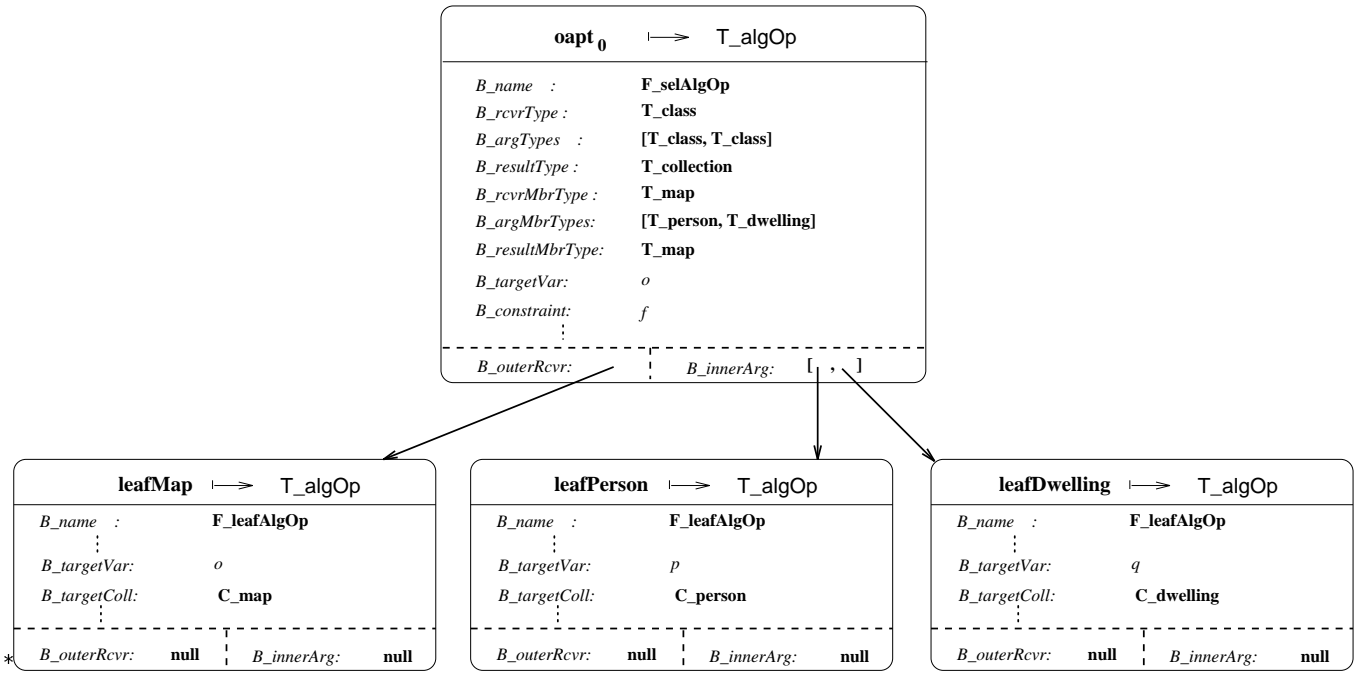 oapt 0 ⟼ T_algOp
B_name : F_selAlgOp
B_rcvrType : T_class
B_argTypes : [T_class, T_class]
B_resultType : T_collection
B_rcvrMbrType : T_map
B_argMbrTypes: [T_person, T_dwelling]
B_resultMbrType: T_map
B_targetVar: o
B_constraint: f
B_outerRcvr: B_innerArg: [ , ]
leafMap ⟼ T_algOp
B_name : F_leafAlgOp
B_targetVar: o
B_targetColl: C_map
* B_outerRcvr: null B_innerArg: null
leafPerson ⟼ T_algOp
B_name : F_leafAlgOp
B_targetVar: p
B_targetColl: C_person
B_outerRcvr: null B_innerArg: null
leafDwelling ⟼ T_algOp
B_name : F_leafAlgOp
B_targetVar: q
B_targetColl: C_dwelling
B_outerRcvr: null B_innerArg: null